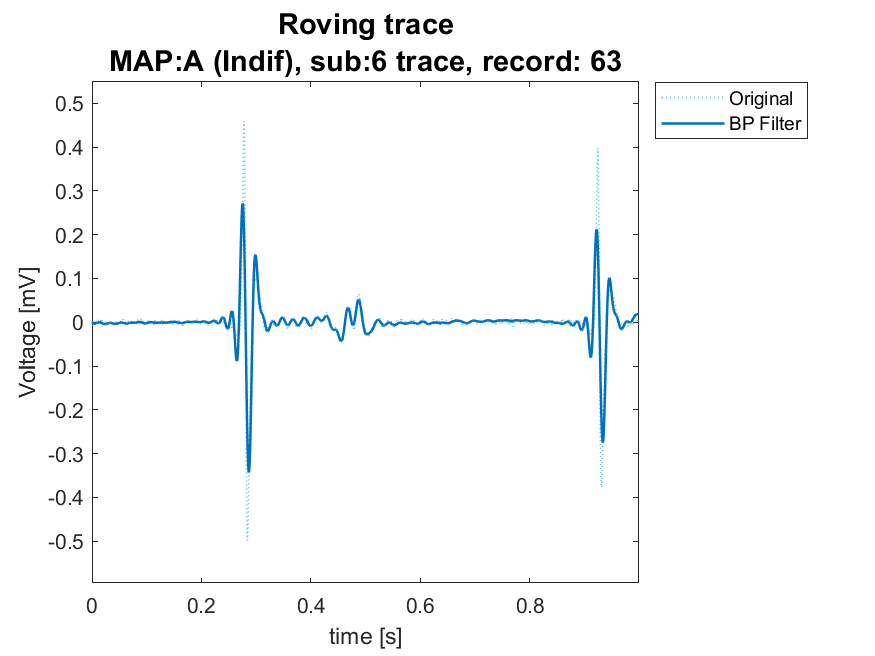 Roving trace
MAP:A (Indif), sub:6 trace, record: 63
Original
BP Filter
0.5
0.4
0.3
0.2
0.1
0
-0.1
-0.2
-0.3
-0.4
-0.5
Voltage [mV]
0 0.2 0.4 0.6 0.8
time [s]